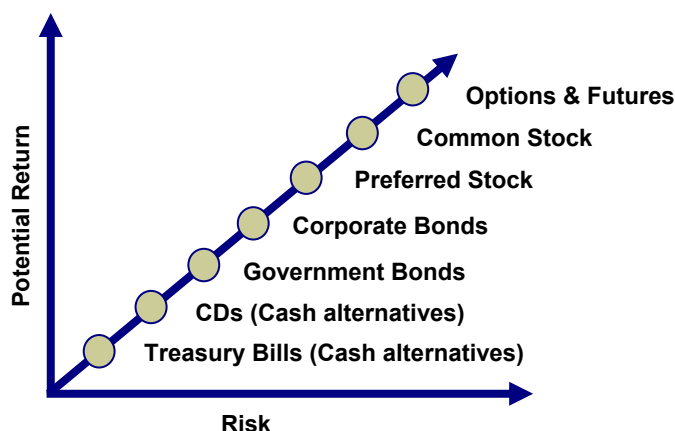 Potential Return
Options & Futures
Common Stock
Preferred Stock
Corporate Bonds
Government Bonds
CDs (Cash alternatives)
Treasury Bills (Cash alternatives)
Risk